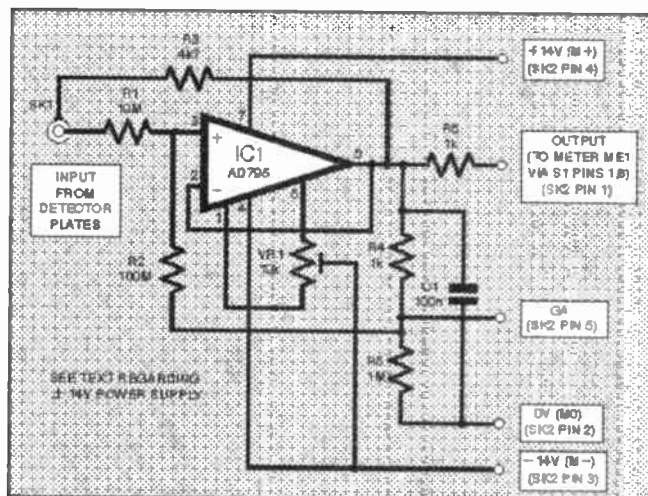 +14V (M+)
(SK2 PIN 4)
R3
4k7
SK1
R1
10M
7
3
+
IC1
AD795
2
−
6
5
1
4
R6
1k
OUTPUT
(TO METER ME1
VIA S1 PINS 1,8)
(SK2 PIN 1)
INPUT
FROM
DETECTOR
PLATES
R2
100M
VR1
R4
1k
C1
100n
GA
(SK2 PIN 5)
R5
1M
SEE TEXT REGARDING
± 14V POWER SUPPLY
0V (M0)
(SK2 PIN 2)
−14V (M−)
(SK2 PIN 3)